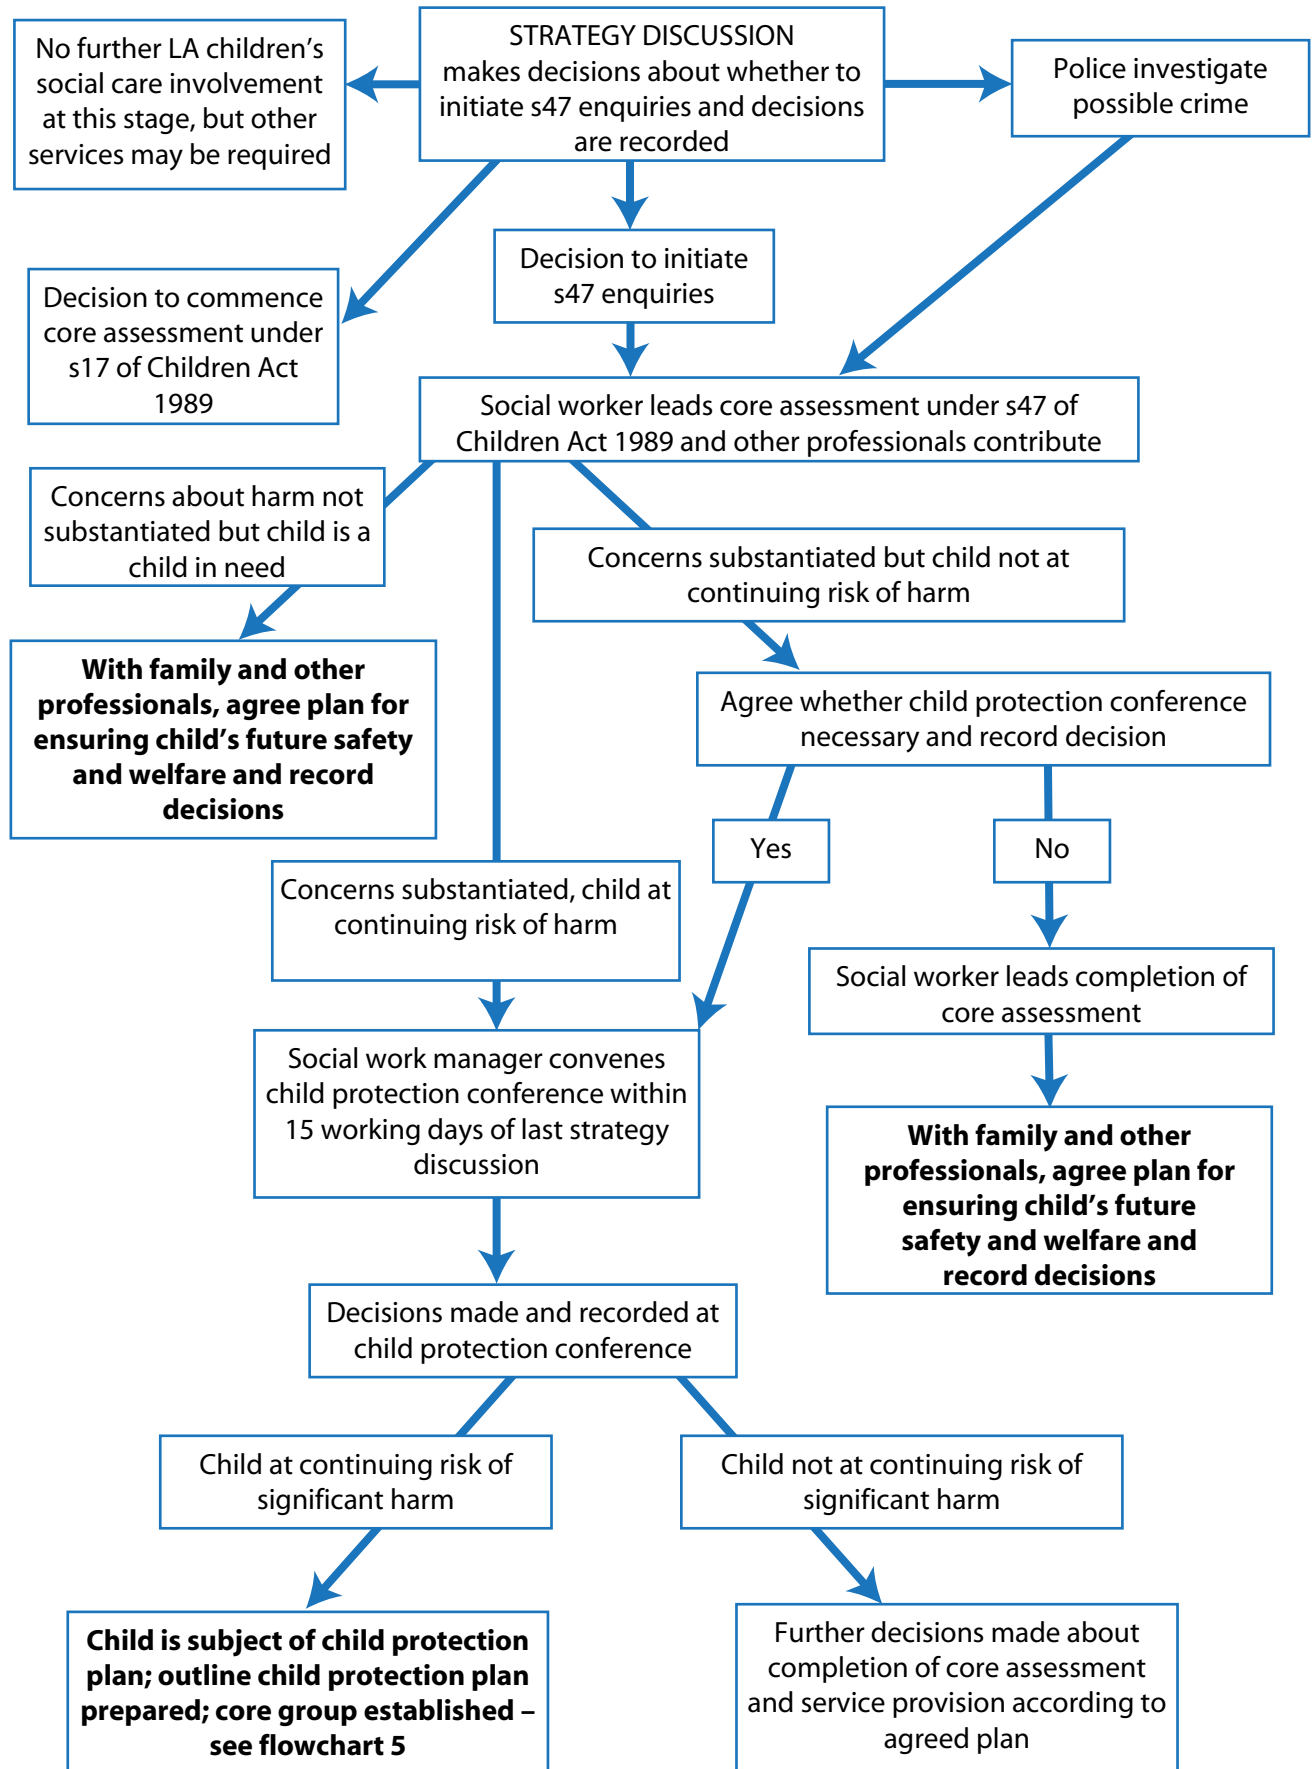 No further LA children’s
social care involvement
at this stage, but other
services may be required
STRATEGY DISCUSSION
makes decisions about whether to
initiate s47 enquiries and decisions
are recorded
Police investigate
possible crime
Decision to initiate
s47 enquiries
Decision to commence
core assessment under
s17 of Children Act
1989
Social worker leads core assessment under s47 of
Children Act 1989 and other professionals contribute
Concerns about harm not
substantiated but child is a
child in need
Concerns substantiated but child not at
continuing risk of harm
With family and other
professionals, agree plan for
ensuring child’s future safety
and welfare and record
decisions
Agree whether child protection conference
necessary and record decision
Yes
No
Concerns substantiated, child at
continuing risk of harm
Social worker leads completion of
core assessment
Social work manager convenes
child protection conference within
15 working days of last strategy
discussion
With family and other
professionals, agree plan for
ensuring child’s future
safety and welfare and
record decisions
Decisions made and recorded at
child protection conference
Child at continuing risk of
significant harm
Child not at continuing risk of
significant harm
Child is subject of child protection
plan; outline child protection plan
prepared; core group established –
see flowchart 5
Further decisions made about
completion of core assessment
and service provision according to
agreed plan